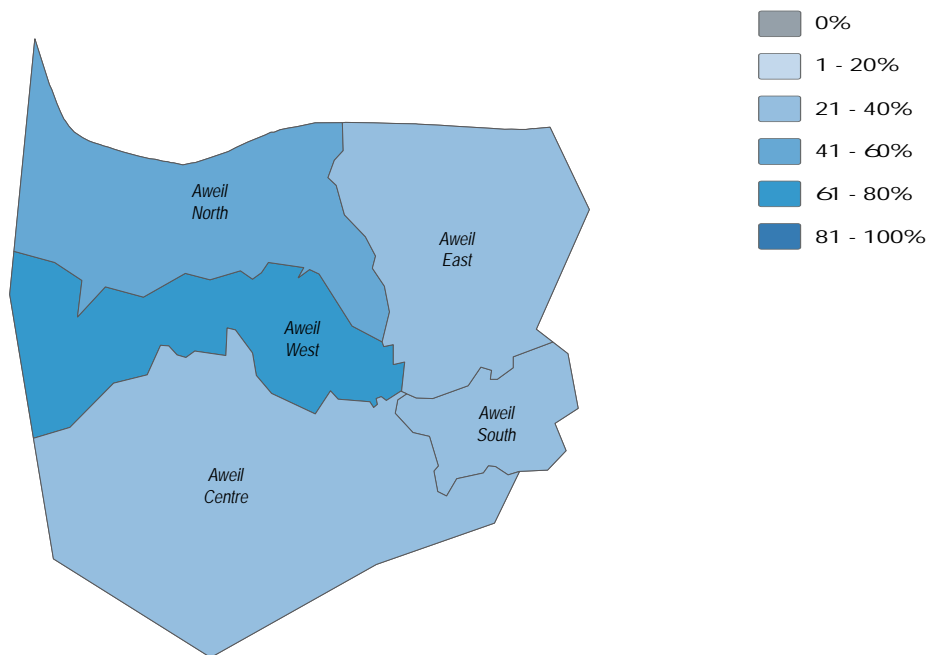 0%
1 - 20%
21 - 40%
41 - 60%
61 - 80%
81 - 100%
Aweil
North
Aweil
East
Aweil
West
Aweil
South
Aweil
Centre